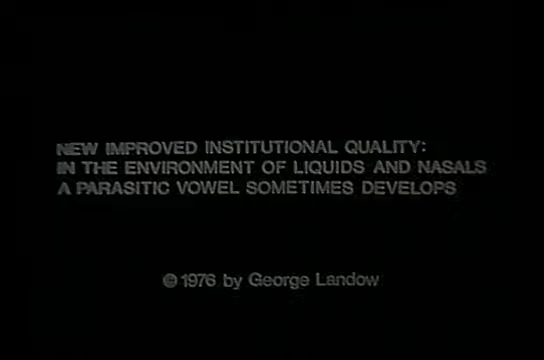 NEW IMPROVED INSTITUTIONAL QUALITY:
IN THE ENVIRONMENT OF LIQUIDS AND NASALS
A PARASITIC VOWEL SOMETIMES DEVELOPS
© 1976 by George Landow